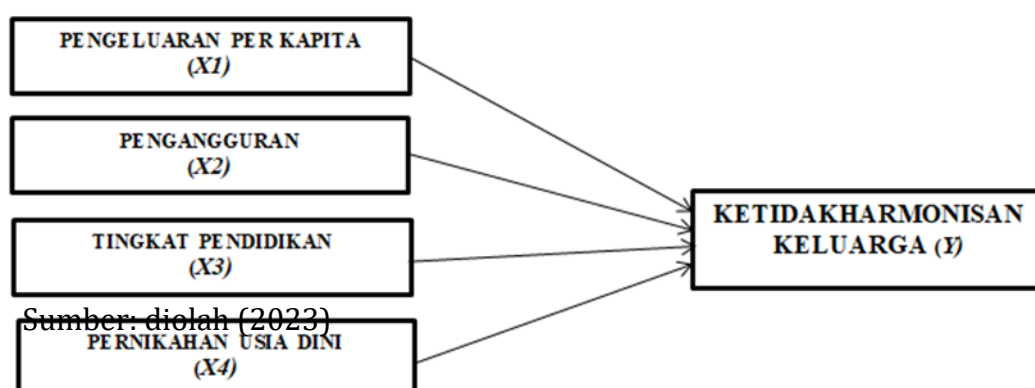 PENGELUARAN PER KAPITA
(X1)
PENGANGGURAN
(X2)
TINGKAT PENDIDIKAN
(X3)
Sumber: diolah (2023)
PERNIKAHAN USIA DINI
(X4)
KETIDAKHARMONISAN
KELUARGA (Y)